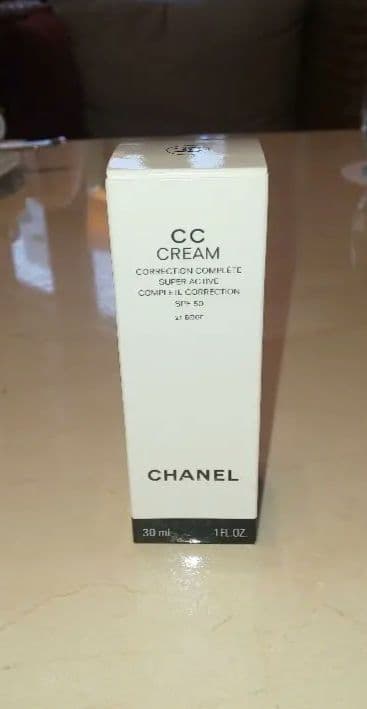 CC
CREAM
CORRECTION COMPLÈTE
SUPER ACTIVE
COMPLETE CORRECTION
SPF 50
CHANEL
30 ml 1 FL.OZ.